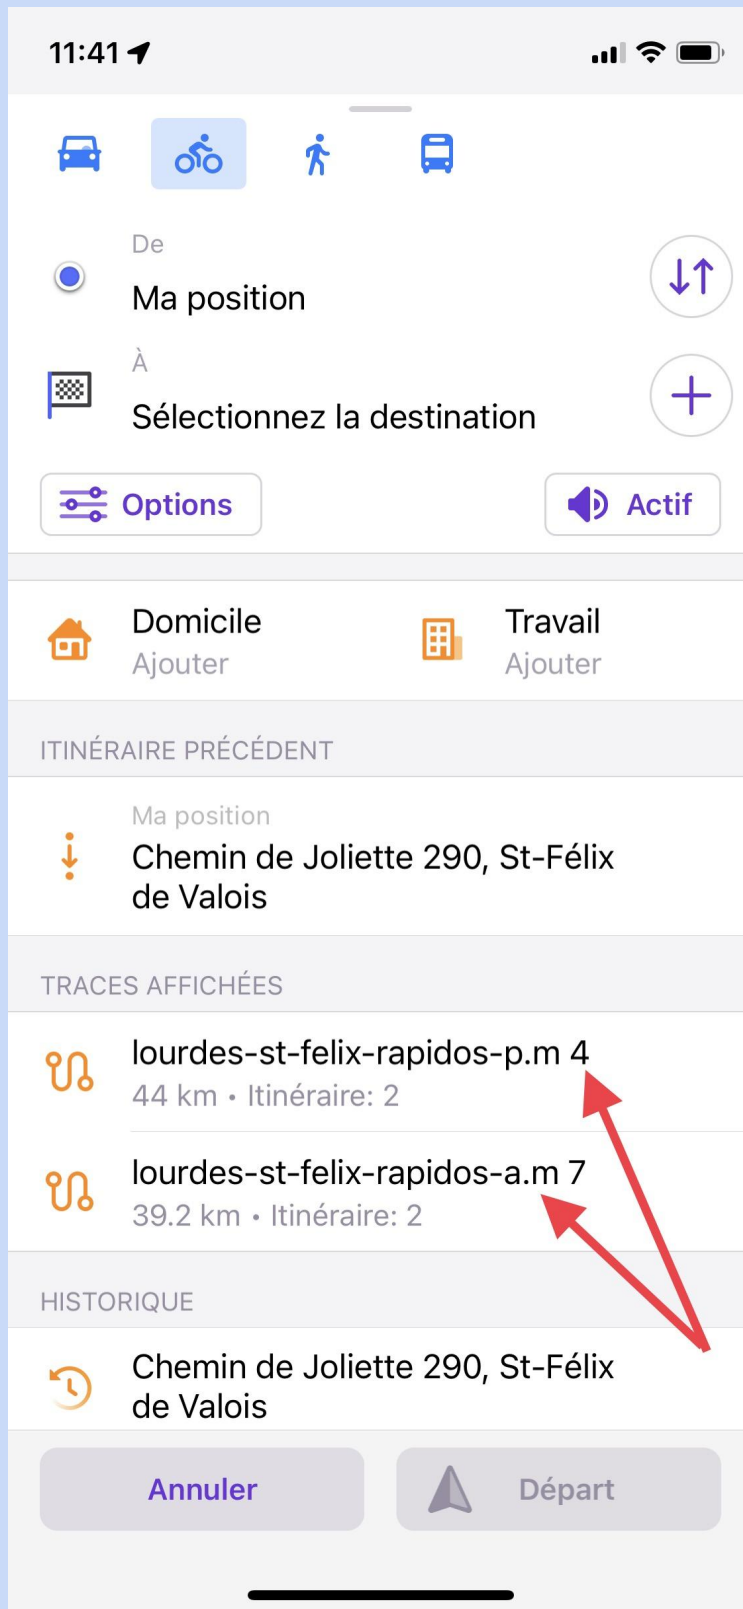 11:41
De
Ma position
À
Sélectionnez la destination
Options
Actif
Domicile
Ajouter
Travail
Ajouter
ITINÉRAIRE PRÉCÉDENT
Ma position
Chemin de Joliette 290, St-Félix
de Valois
TRACES AFFICHÉES
lourdes-st-felix-rapidos-p.m 4
44 km • Itinéraire: 2
lourdes-st-felix-rapidos-a.m 7
39.2 km • Itinéraire: 2
HISTORIQUE
Chemin de Joliette 290, St-Félix
de Valois
Annuler
Départ